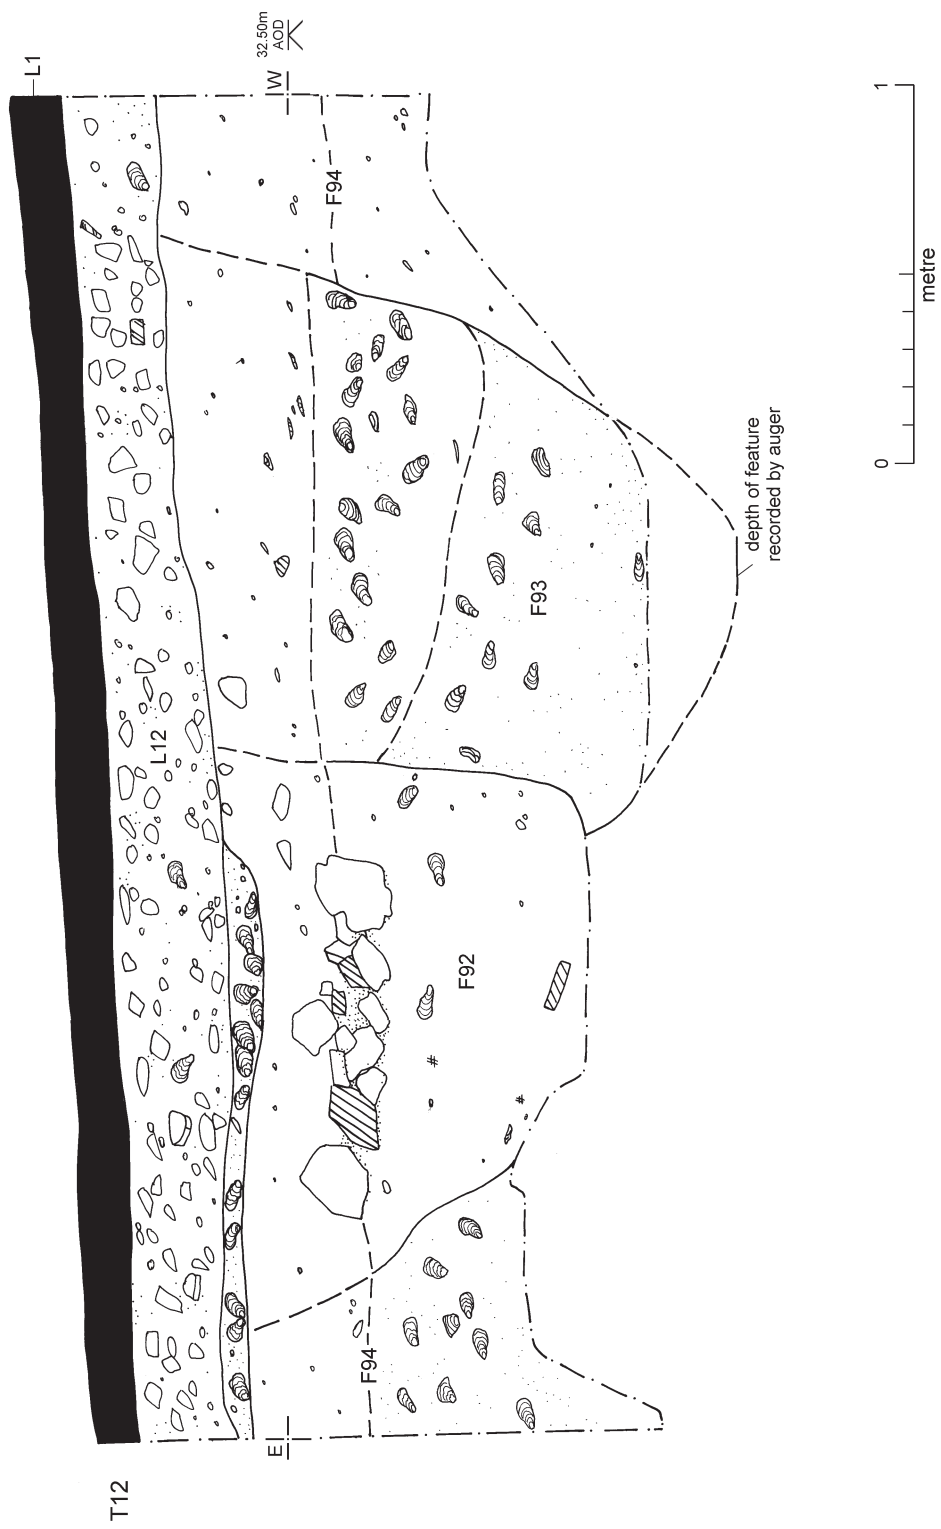 T12
L1
L12
E
W
32.50m
AOD
F94
F94
F92
F93
depth of feature
recorded by auger
0
1
metre